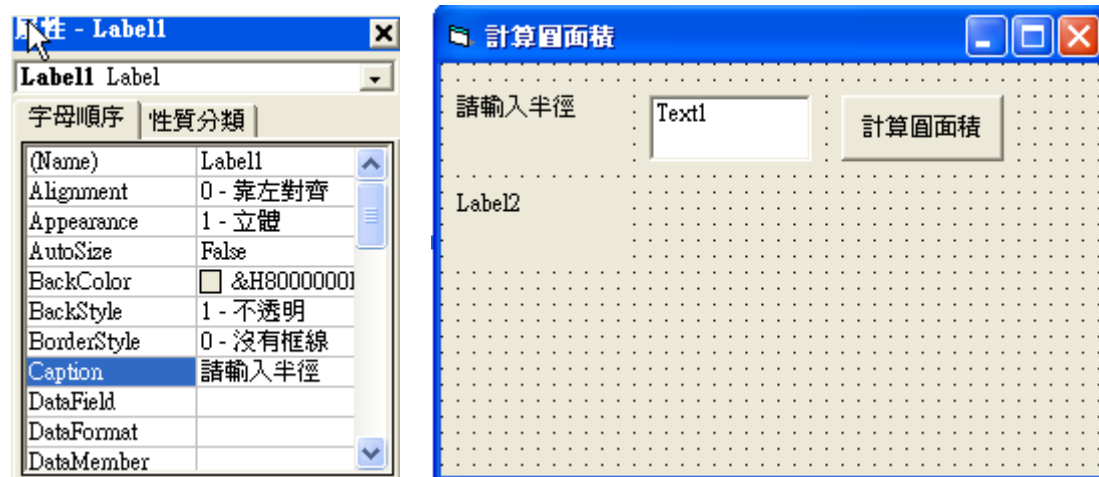 屬性 - Label1
Label1 Label
字母順序 性質分類
(Name) Label1
Alignment 0 - 靠左對齊
Appearance 1 - 立體
AutoSize False
BackColor &H8000000
BackStyle 1 - 不透明
BorderStyle 0 - 沒有框線
Caption 請輸入半徑
DataField
DataFormat
DataMember
計算圓面積
請輸入半徑 Text1 計算圓面積
Label2